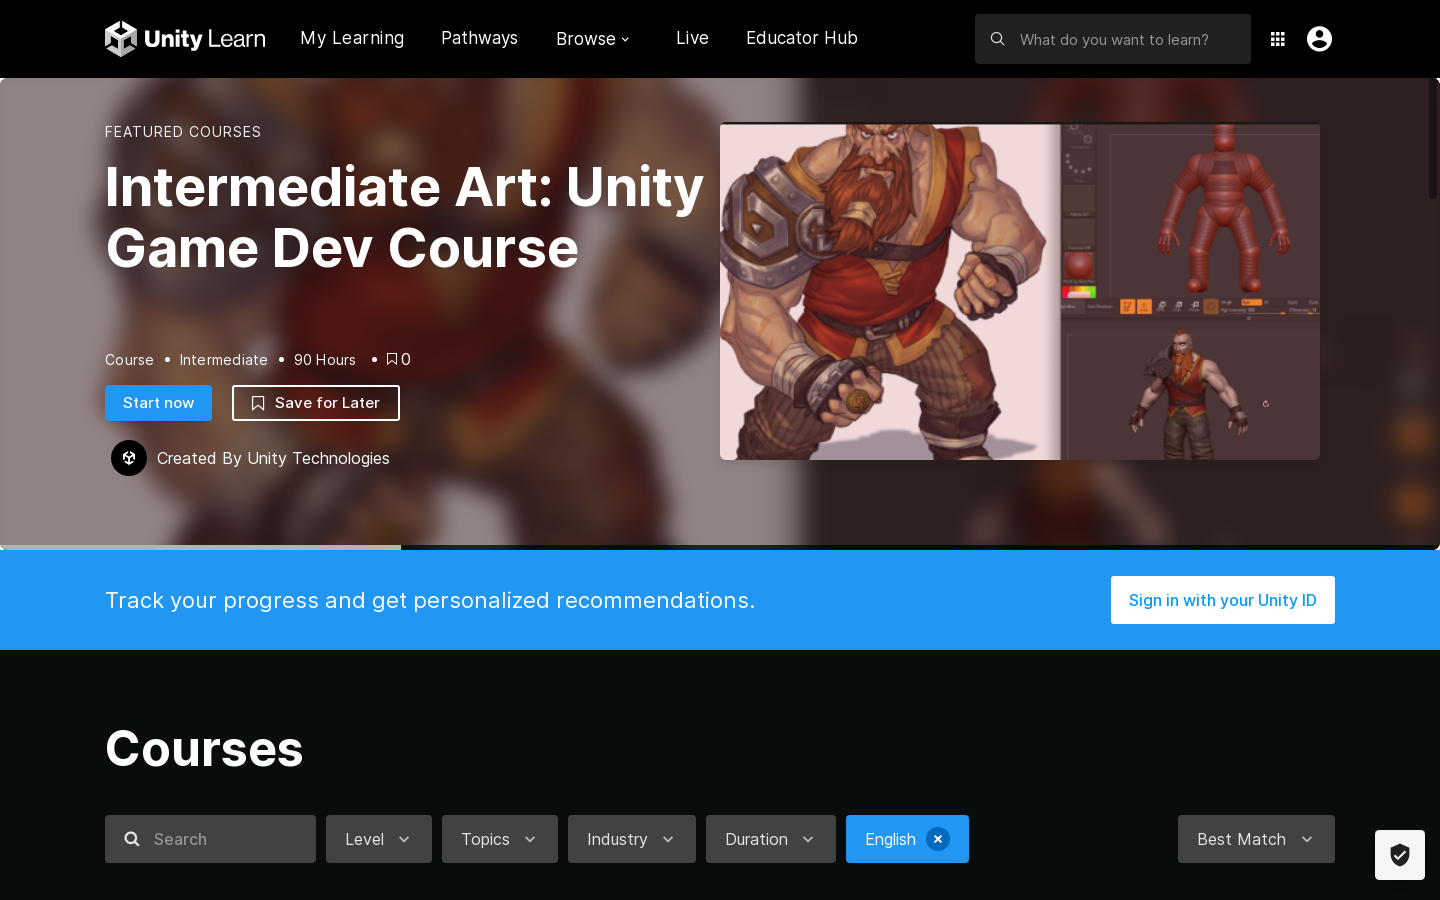 Unity Learn
My Learning
Pathways
Browse
Live
Educator Hub
What do you want to learn?
FEATURED COURSES
Intermediate Art: Unity
Game Dev Course
Course • Intermediate • 90 Hours • 0
Start now
Save for Later
Created By Unity Technologies
Track your progress and get personalized recommendations.
Sign in with your Unity ID
Courses
Search
Level
Topics
Industry
Duration
English
Best Match